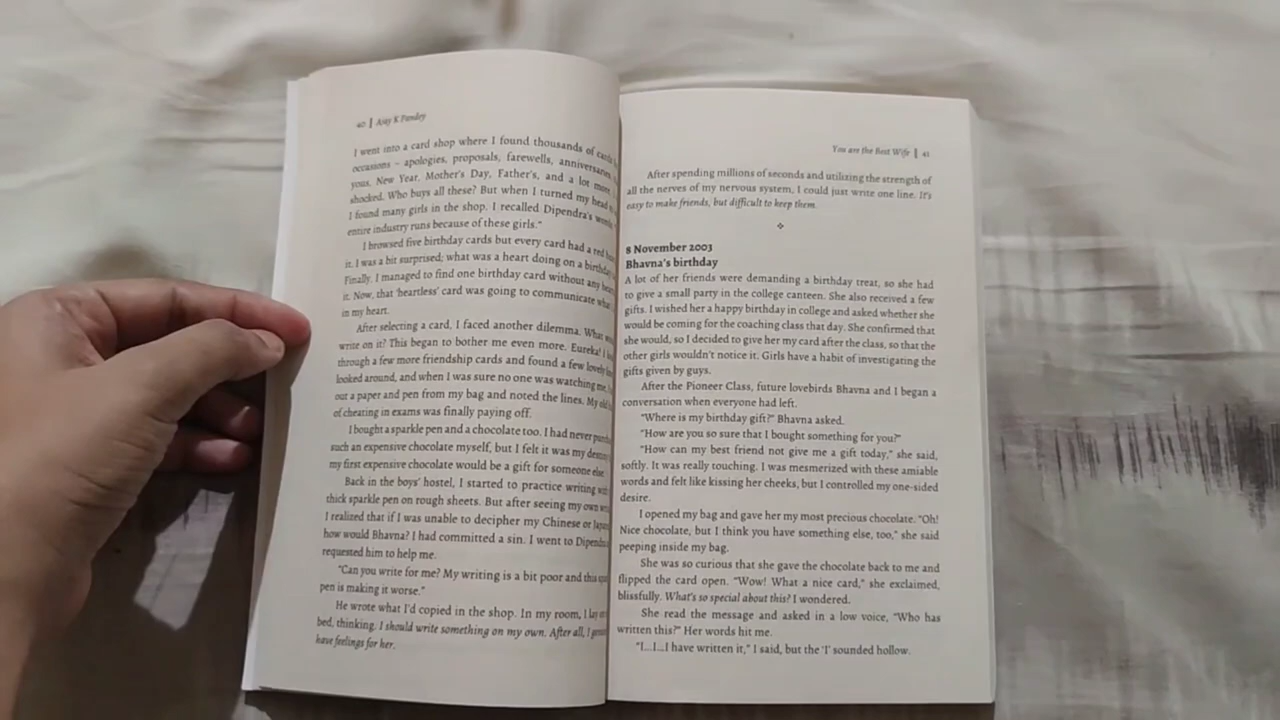 40 | Ajay K Pandey
I went into a card shop where I found thousands of cards
occasions – apologies, proposals, farewells, anniversaries,
yous, New Year, Mother's Day, Father's, and a lot more.
shocked. Who buys all these? But when I turned my head
I found many girls in the shop. I recalled Dipendra's words
entire industry runs because of these girls."
I browsed five birthday cards but every card had a red
it. I was a bit surprised; what was a heart doing on a birthday
Finally, I managed to find one birthday card without any
it. Now, that 'heartless' card was going to communicate
in my heart.
After selecting a card, I faced another dilemma. What
write on it? This began to bother me even more. Eureka! I
through a few more friendship cards and found a few lovely
looked around, and when I was sure no one was watching me,
out a paper and pen from my bag and noted the lines. My old
of cheating in exams was finally paying off.
I bought a sparkle pen and a chocolate too. I had never
such an expensive chocolate myself, but I felt it was my
my first expensive chocolate would be a gift for someone else
Back in the boys' hostel, I started to practice writing
thick sparkle pen on rough sheets. But after seeing my own
I realized that if I was unable to decipher my Chinese or
how would Bhavna? I had committed a sin. I went to Dipendra
requested him to help me.
"Can you write for me? My writing is a bit poor and this
pen is making it worse."
He wrote what I'd copied in the shop. In my room, I lay
bed, thinking. I should write something on my own. After all, I
have feelings for her.
You are the Best Wife | 41
After spending millions of seconds and utilizing the strength of
all the nerves of my nervous system, I could just write one line. It's
easy to make friends, but difficult to keep them.
8 November 2003
Bhavna's birthday
A lot of her friends were demanding a birthday treat, so she had
to give a small party in the college canteen. She also received a few
gifts. I wished her a happy birthday in college and asked whether she
would be coming for the coaching class that day. She confirmed that
she would, so I decided to give her my card after the class, so that the
other girls wouldn't notice it. Girls have a habit of investigating the
gifts given by guys.
After the Pioneer Class, future lovebirds Bhavna and I began a
conversation when everyone had left.
"Where is my birthday gift?" Bhavna asked.
"How are you so sure that I bought something for you?"
"How can my best friend not give me a gift today," she said,
softly. It was really touching. I was mesmerized with these amiable
words and felt like kissing her cheeks, but I controlled my one-sided
desire.
I opened my bag and gave her my most precious chocolate. "Oh!
Nice chocolate, but I think you have something else, too," she said
peeping inside my bag.
She was so curious that she gave the chocolate back to me and
flipped the card open. "Wow! What a nice card," she exclaimed,
blissfully. What's so special about this? I wondered.
She read the message and asked in a low voice, "Who has
written this?" Her words hit me.
"I...I...I have written it," I said, but the 'I' sounded hollow.